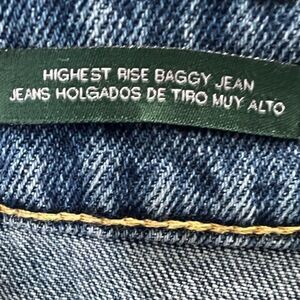 HIGHEST RISE BAGGY JEAN
JEANS HOLGADOS DE TIRO MUY ALTO